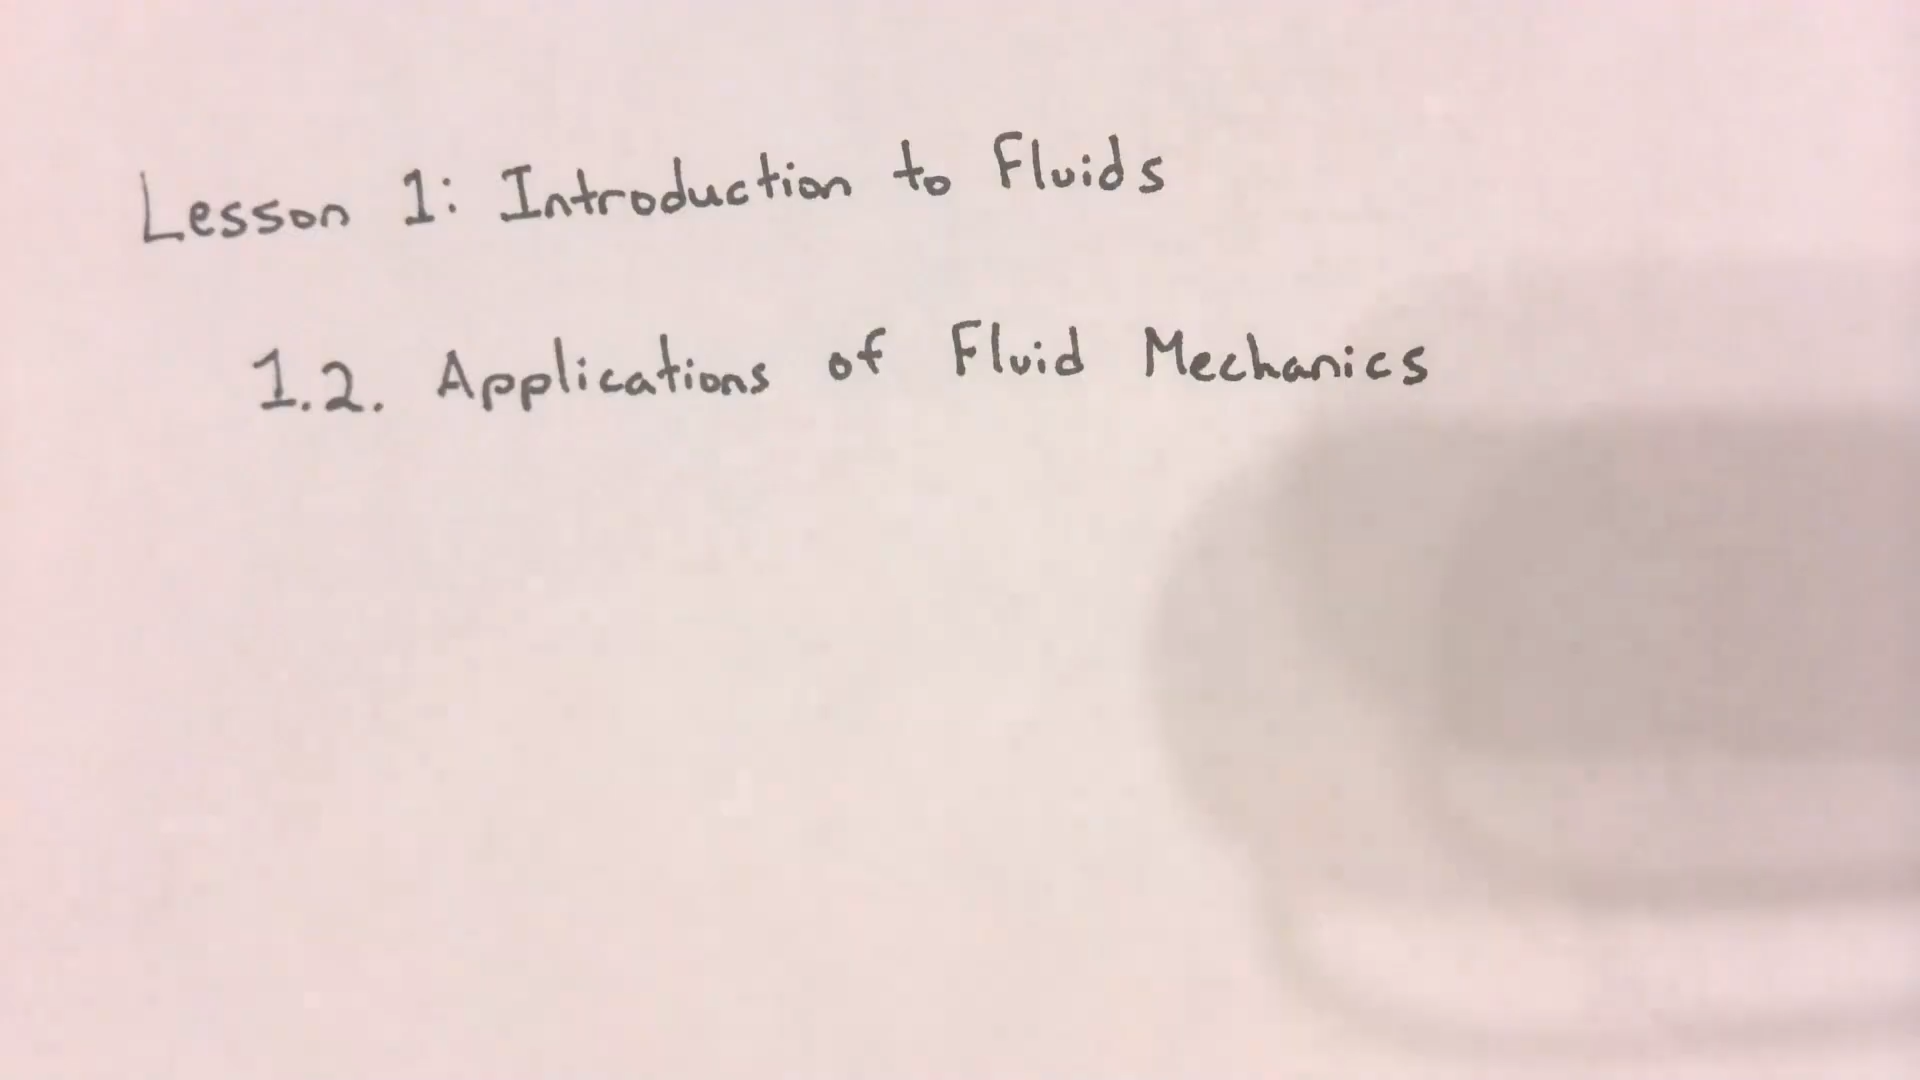 Lesson 1: Introduction to Fluids
1.2. Applications of Fluid Mechanics